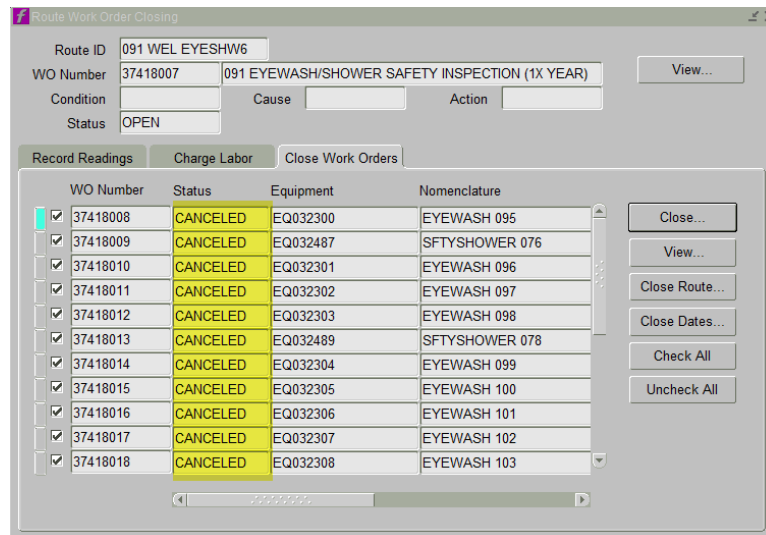 Route Work Order Closing
Route ID 091 WEL EYESHW6
WO Number 37418007 091 EYEWASH/SHOWER SAFETY INSPECTION (1X YEAR) View...
Condition Cause Action
Status OPEN
Record Readings Charge Labor Close Work Orders
WO Number Status Equipment Nomenclature
37418008 CANCELED EQ032300 EYEWASH 095 Close...
37418009 CANCELED EQ032487 SFTYSHOWER 076 View...
37418010 CANCELED EQ032301 EYEWASH 096
37418011 CANCELED EQ032302 EYEWASH 097 Close Route...
37418012 CANCELED EQ032303 EYEWASH 098 Close Dates...
37418013 CANCELED EQ032489 SFTYSHOWER 078
37418014 CANCELED EQ032304 EYEWASH 099 Check All
37418015 CANCELED EQ032305 EYEWASH 100 Uncheck All
37418016 CANCELED EQ032306 EYEWASH 101
37418017 CANCELED EQ032307 EYEWASH 102
37418018 CANCELED EQ032308 EYEWASH 103